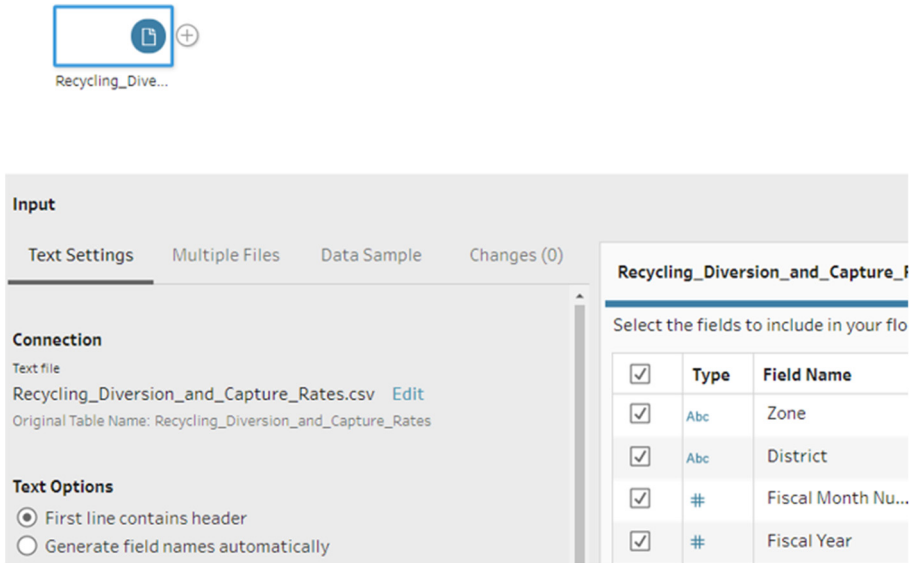 Recycling_Dive...
Input
Text Settings Multiple Files Data Sample Changes (0)
Connection
Text file
Recycling_Diversion_and_Capture_Rates.csv Edit
Original Table Name: Recycling_Diversion_and_Capture_Rates
Text Options
First line contains header
Generate field names automatically
Recycling_Diversion_and_Capture_
Select the fields to include in your flo
Type Field Name
Abc Zone
Abc District
# Fiscal Month Nu...
# Fiscal Year